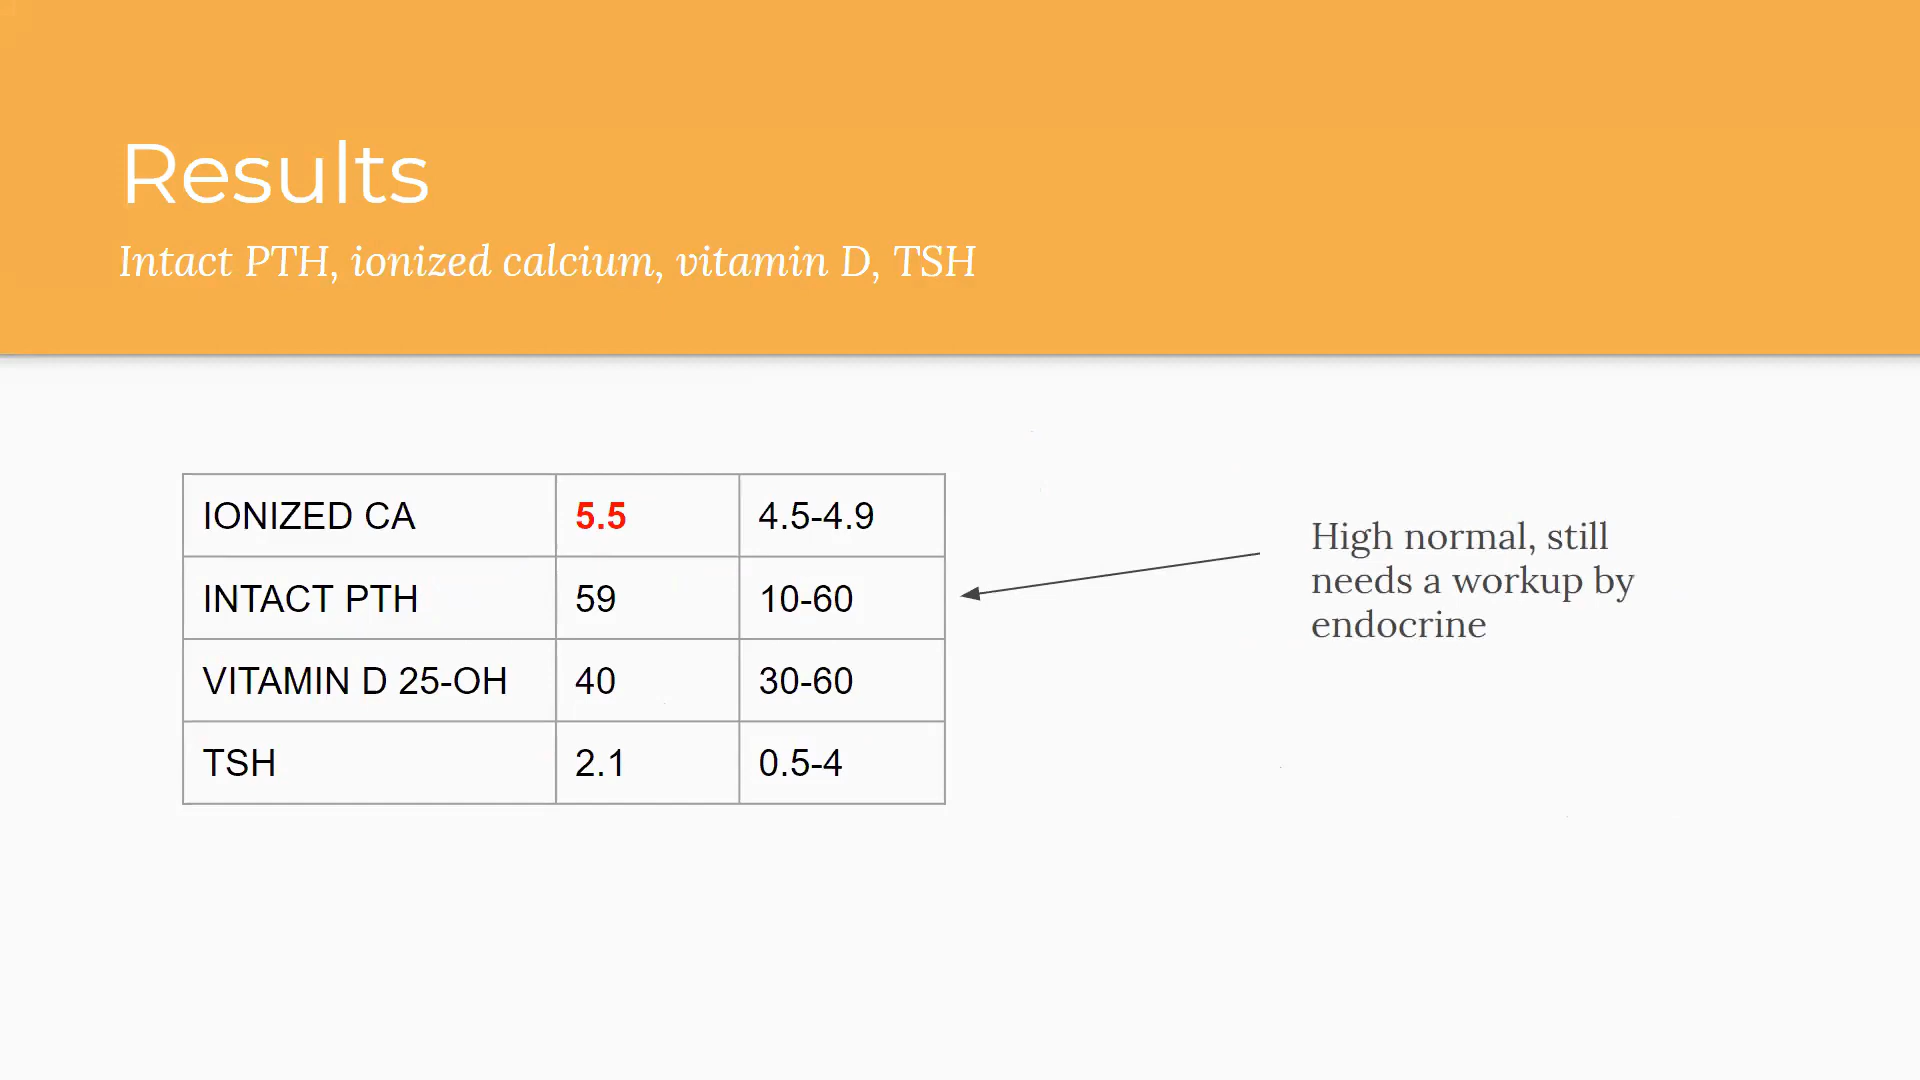 Results
Intact PTH, ionized calcium, vitamin D, TSH
IONIZED CA 5.5 4.5-4.9
INTACT PTH 59 10-60
VITAMIN D 25-OH 40 30-60
TSH 2.1 0.5-4
High normal, still
needs a workup by
endocrine